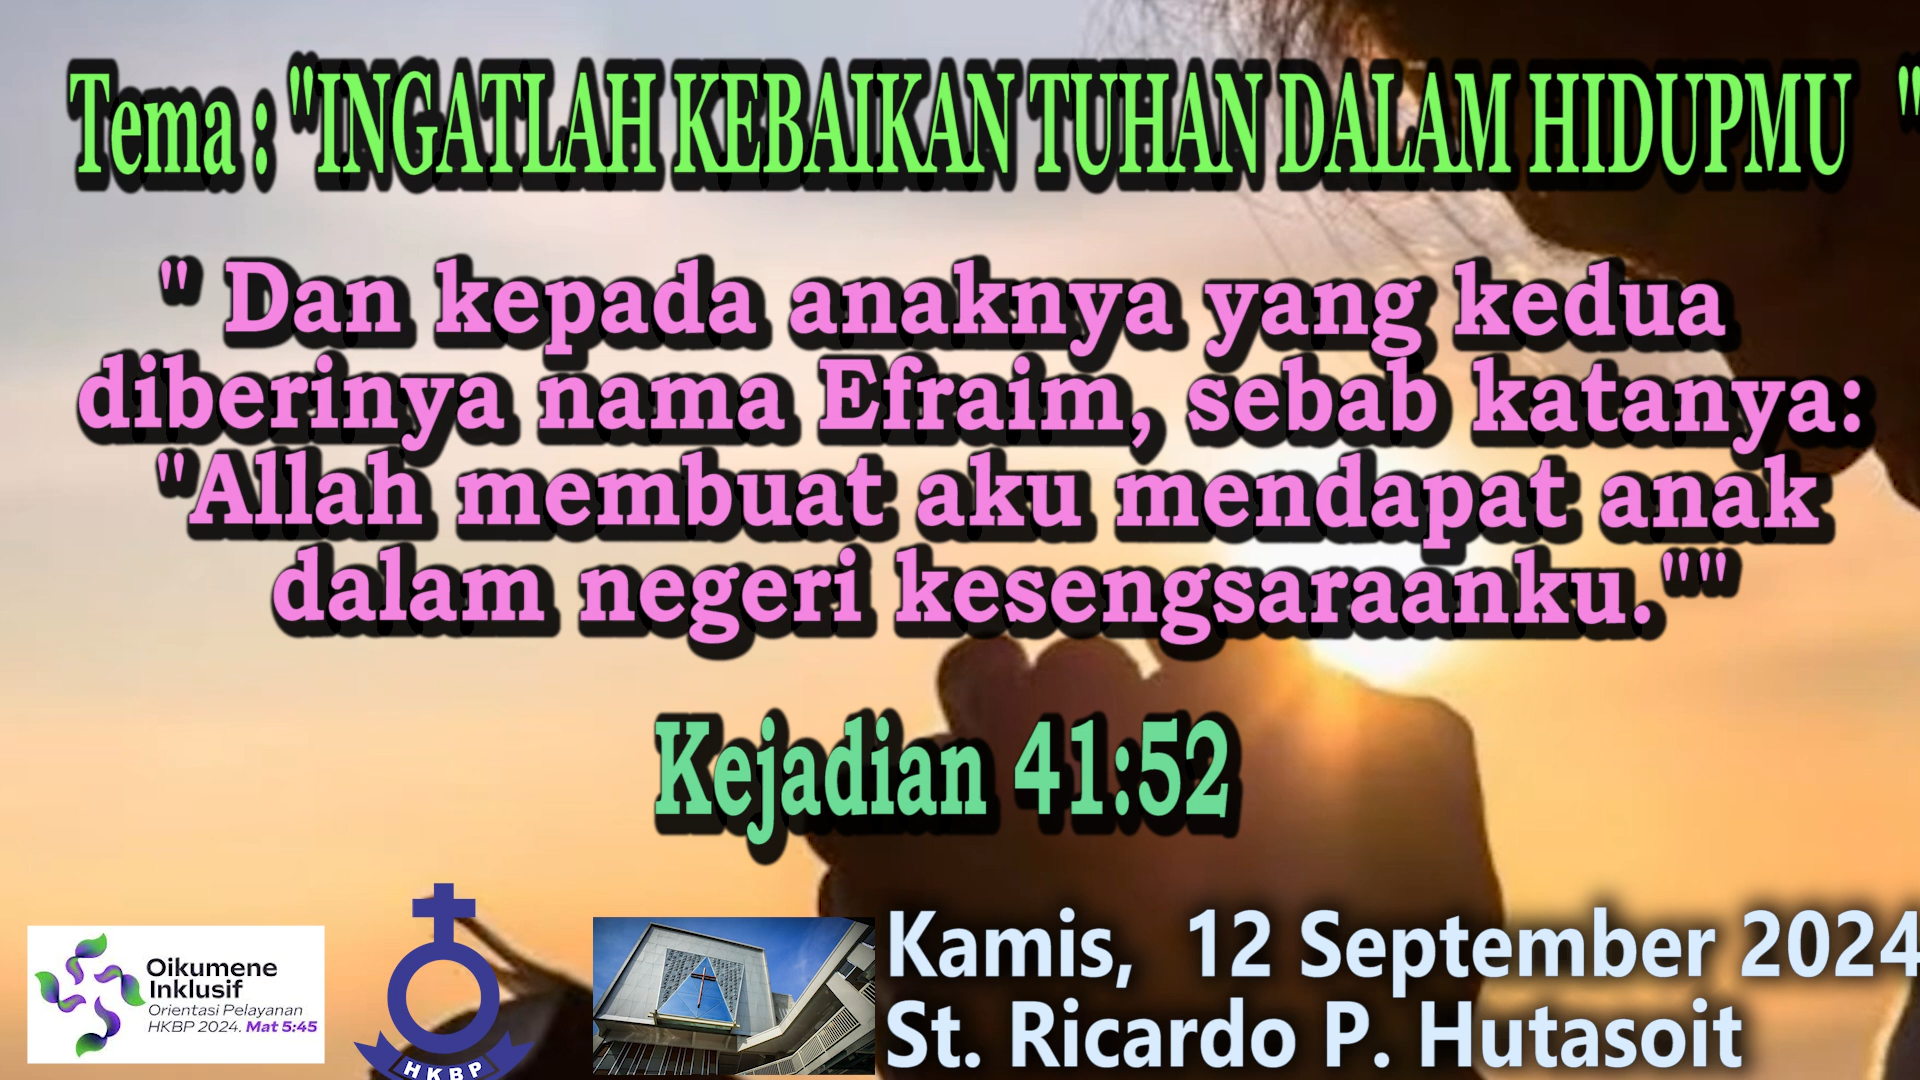 Tema : "INGATLAH KEBAIKAN TUHAN DALAM HIDUPMU "
" Dan kepada anaknya yang kedua
diberinya nama Efraim, sebab katanya:
"Allah membuat aku mendapat anak
dalam negeri kesengsaraanku.""
Kejadian 41:52
Oikumene
Inklusif
Orientasi Pelayanan
HKBP 2024. Mat 5:45
HKBP
Kamis, 12 September 2024
St. Ricardo P. Hutasoit